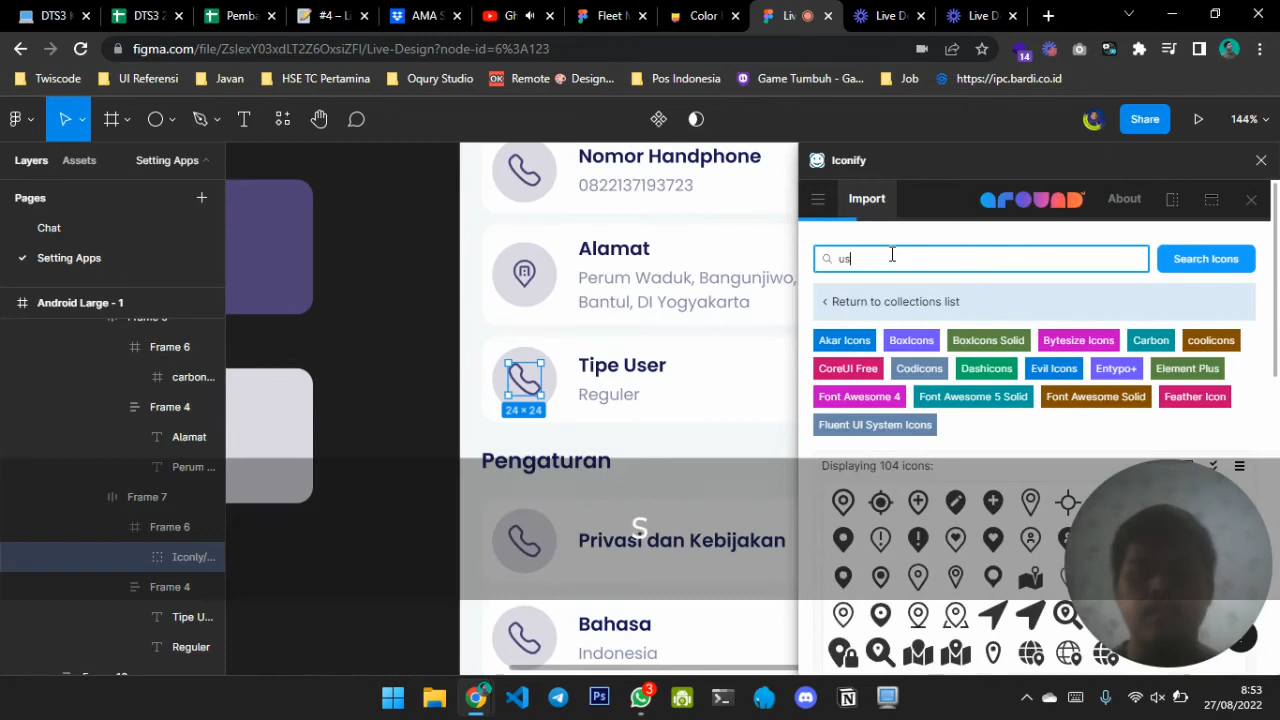 DTS3
DTS3 2
Pemba
#4 – Li
AMA S
Fleet M
Color
Liv
Live D
Live D
figma.com/file/ZslexY03xdLT2Z6OxsiZFI/Live-Design?node-id=6%3A123
14
Twiscode
UI Referensi
Javan
HSE TC Pertamina
Oqury Studio
OK
Remote 🎨 Design...
Pos Indonesia
Game Tumbuh - Ga...
Job
https://ipc.bardi.co.id
Share
144%
Layers
Assets
Setting Apps
Pages
Chat
Setting Apps
Android Large - 1
Frame 6
carbon...
Frame 4
Alamat
Perum ...
Frame 7
Frame 6
Iconly/...
Frame 4
Tipe U...
Reguler
Nomor Handphone
0822137193723
Alamat
Perum Waduk, Bangunjiwo,
Bantul, DI Yogyakarta
Tipe User
Reguler
24 × 24
Pengaturan
Privasi dan Kebijakan
Bahasa
Indonesia
S
Iconify
Import
around
About
us
Search Icons
‹ Return to collections list
Akar Icons
BoxIcons
BoxIcons Solid
Bytesize Icons
Carbon
coolicons
CoreUI Free
Codicons
Dashicons
Evil Icons
Entypo+
Element Plus
Font Awesome 4
Font Awesome 5 Solid
Font Awesome Solid
Feather Icon
Fluent UI System Icons
Displaying 104 icons:
Ps
3
8:53
27/08/2022